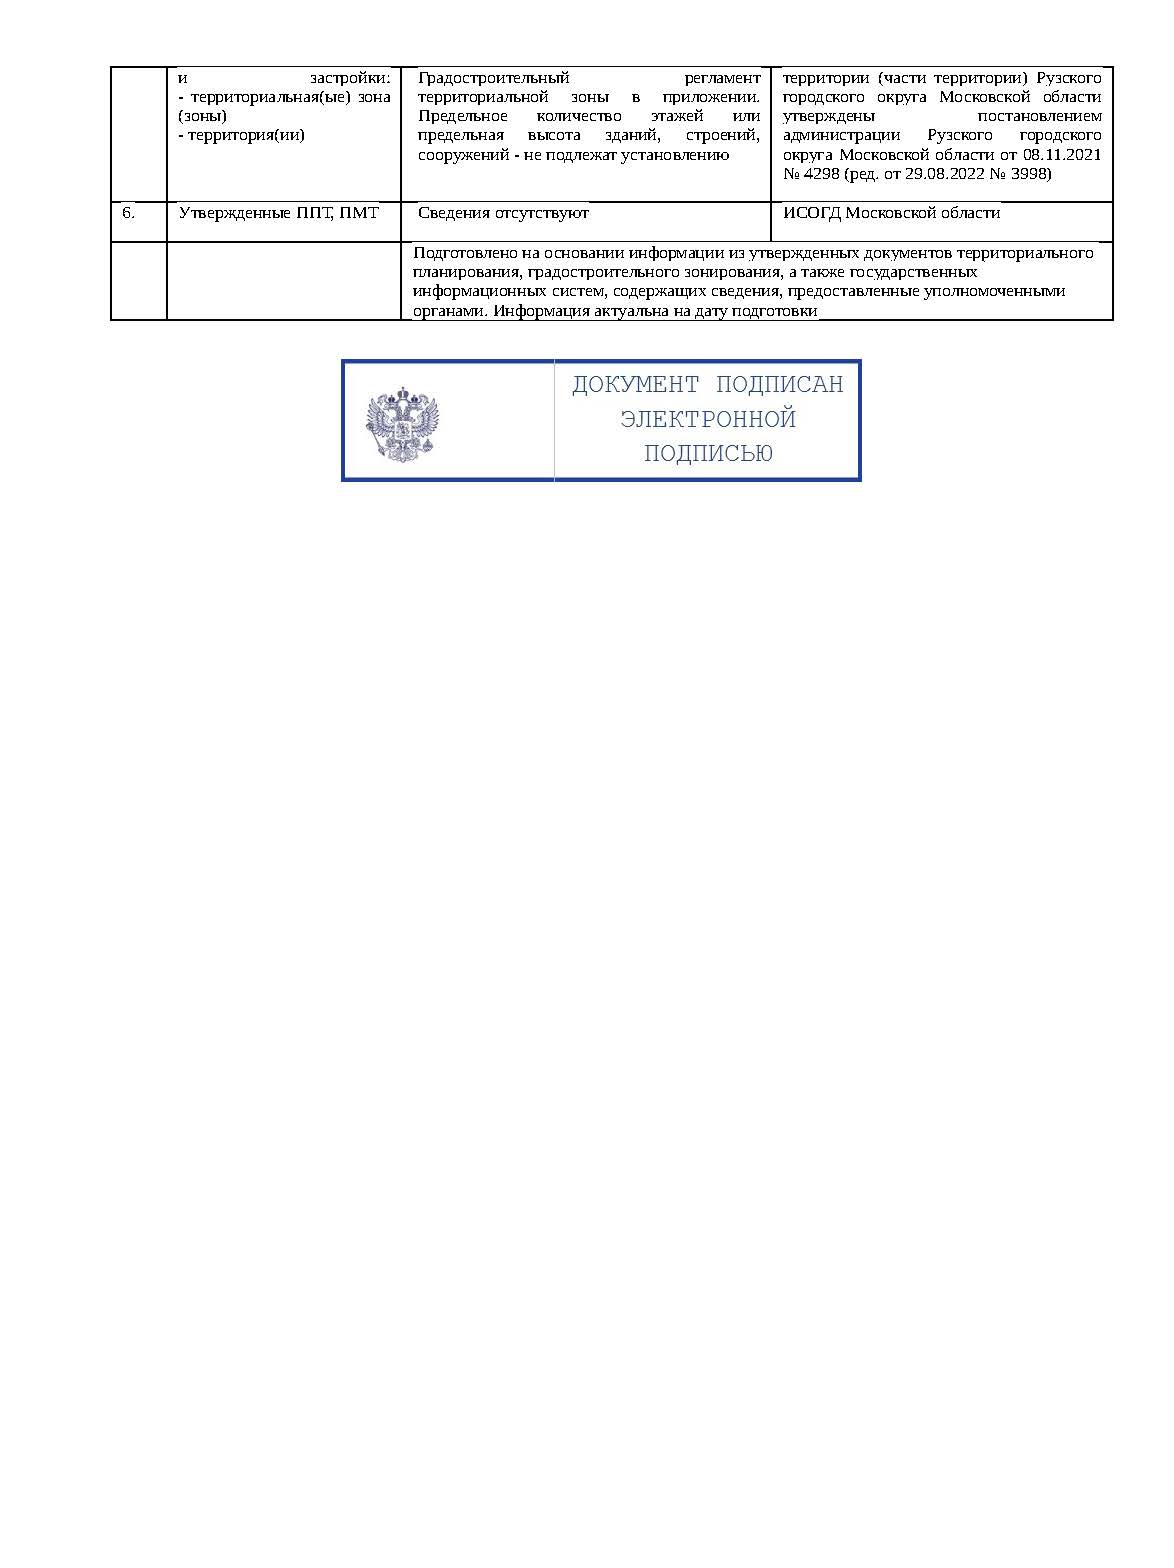 и застройки:
- территориальная(ые) зона
(зоны)
- территория(ии)
Градостроительный регламент
территориальной зоны в приложении.
Предельное количество этажей или
предельная высота зданий, строений,
сооружений - не подлежат установлению
территории (части территории) Рузского
городского округа Московской области
утверждены постановлением
администрации Рузского городского
округа Московской области от 08.11.2021
№ 4298 (ред. от 29.08.2022 № 3998)
6.
Утвержденные ППТ, ПМТ
Сведения отсутствуют
ИСОГД Московской области
Подготовлено на основании информации из утвержденных документов территориального
планирования, градостроительного зонирования, а также государственных
информационных систем, содержащих сведения, предоставленные уполномоченными
органами. Информация актуальна на дату подготовки
ДОКУМЕНТ ПОДПИСАН
ЭЛЕКТРОННОЙ
ПОДПИСЬЮ